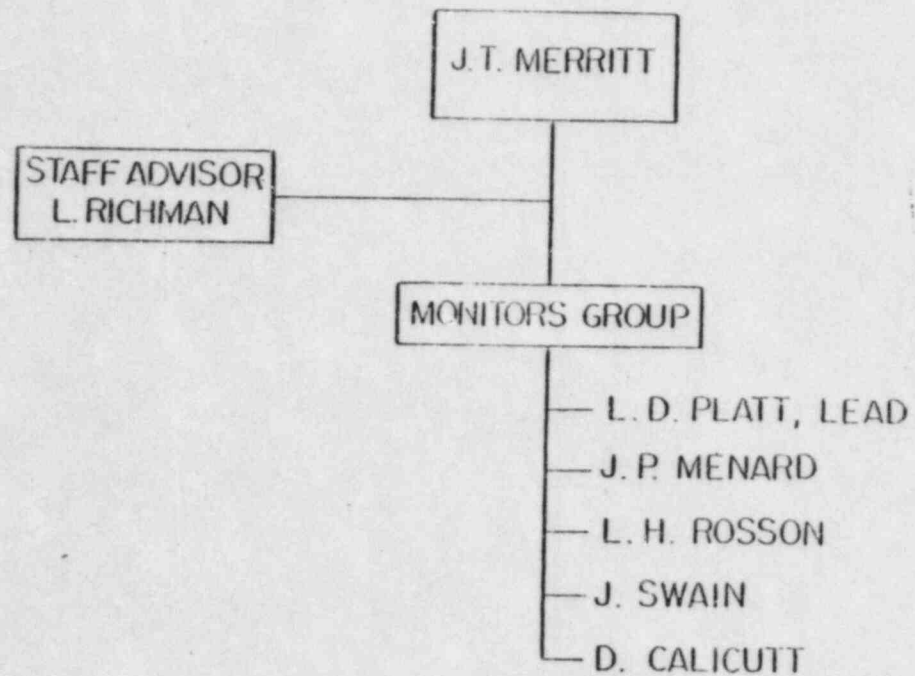 J.T. MERRITT
STAFF ADVISOR
L. RICHMAN
MONITORS GROUP
L. D. PLATT, LEAD
J. P. MENARD
L. H. ROSSON
J. SWAIN
D. CALICUTT